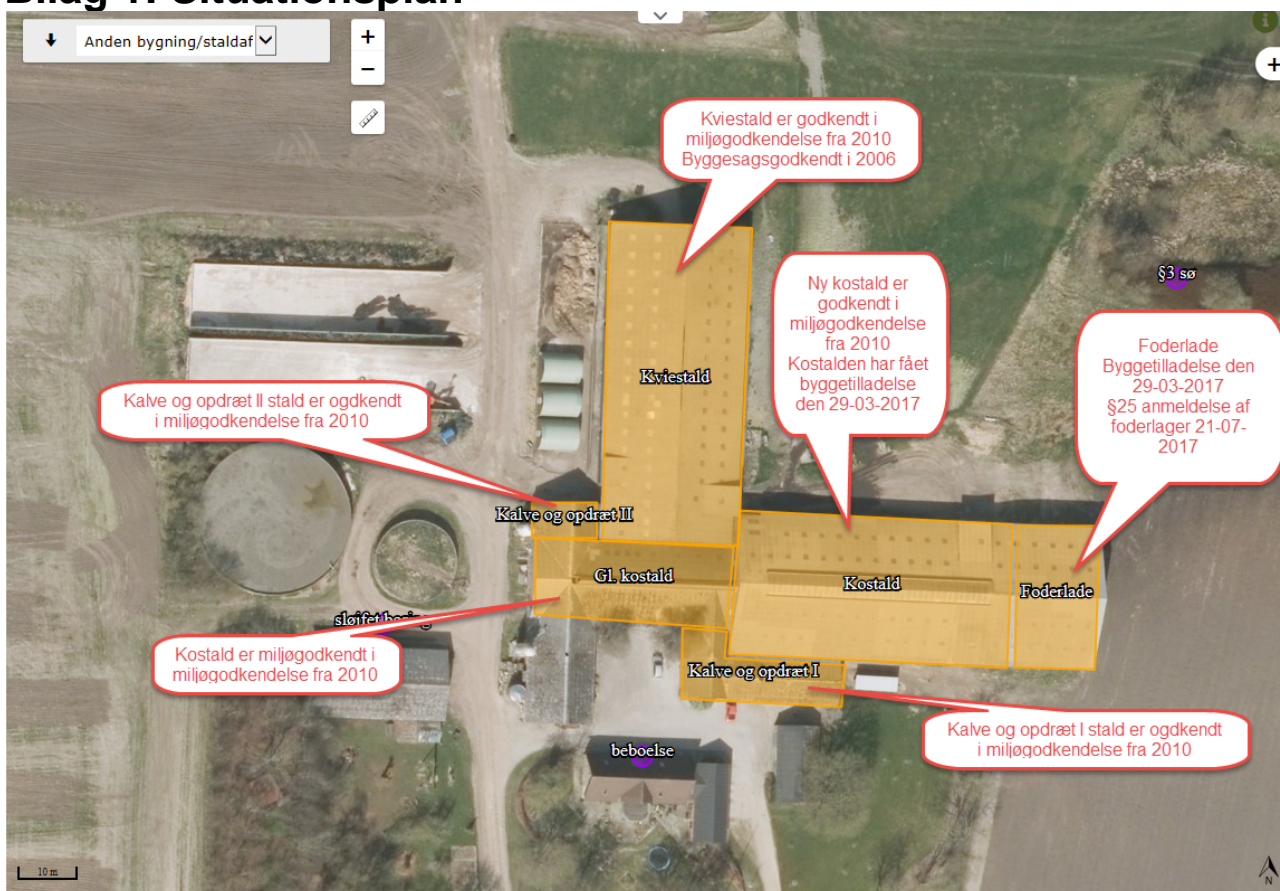 Bilag 1: Situationsplan
Anden bygning/staldaf
+
−
i
+
Kviestald er godkendt i
miljøgodkendelse fra 2010
Byggesagsgodkendt i 2006
Ny kostald er
godkendt i
miljøgodkendelse
fra 2010
Kostalden har fået
byggetilladelse
den 29-03-2017
§3 sø
Foderlade
Byggetilladelse den
29-03-2017
§25 anmeldelse af
foderlager 21-07-
2017
Kviestald
Kalve og opdræt II stald er ogdkendt
i miljøgodkendelse fra 2010
Kalve og opdræt II
Gl. kostald
Kostald
Foderlade
sløjfet
Kostald er miljøgodkendt i
miljøgodkendelse fra 2010
Kalve og opdræt I
Kalve og opdræt I stald er ogdkendt
i miljøgodkendelse fra 2010
beboelse
10 m
N